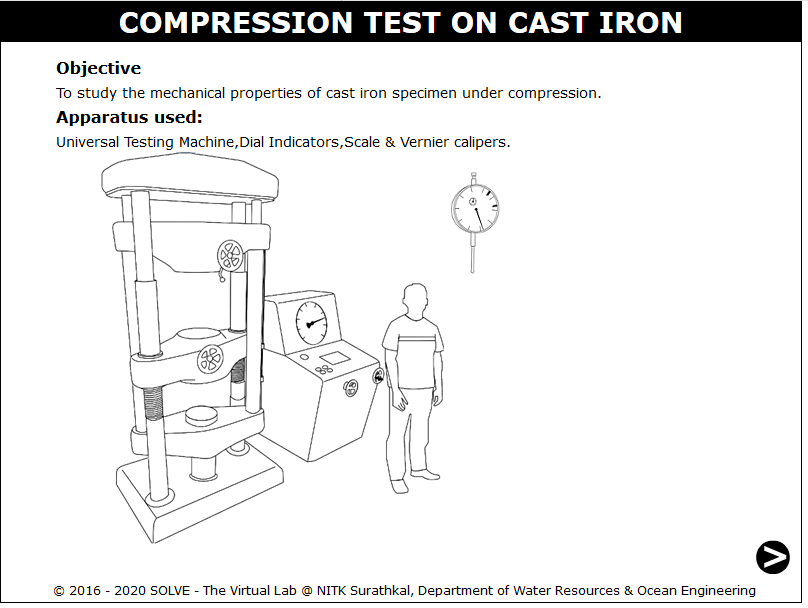 COMPRESSION TEST ON CAST IRON
Objective
To study the mechanical properties of cast iron specimen under compression.
Apparatus used:
Universal Testing Machine,Dial Indicators,Scale & Vernier calipers.
© 2016 - 2020 SOLVE - The Virtual Lab @ NITK Surathkal, Department of Water Resources & Ocean Engineering